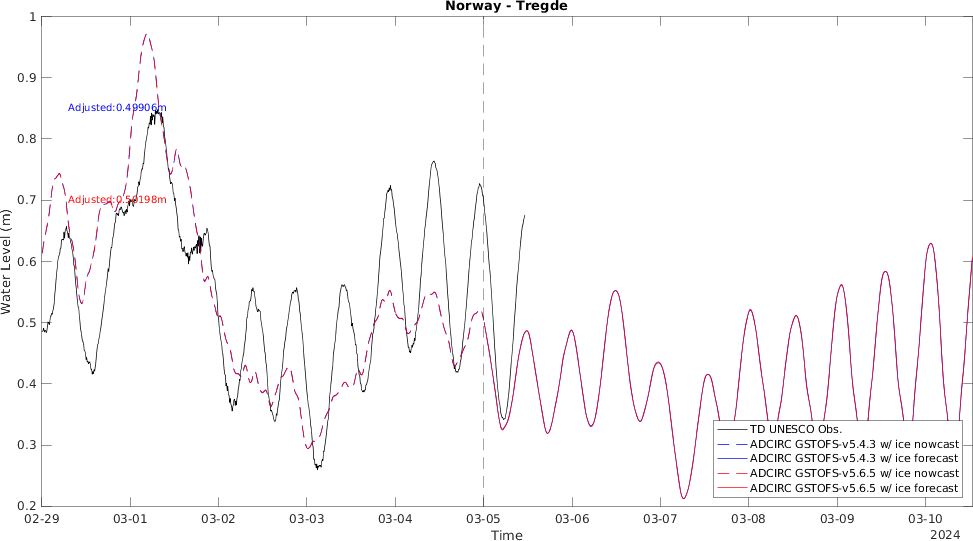 Norway - Tregde
1
0.9
0.8
0.7
0.6
0.5
0.4
0.3
0.2
Water Level (m)
Adjusted:0.49906m
Adjusted:0.50198m
TD UNESCO Obs.
ADCIRC GSTOFS-v5.4.3 w/ ice nowcast
ADCIRC GSTOFS-v5.4.3 w/ ice forecast
ADCIRC GSTOFS-v5.6.5 w/ ice nowcast
ADCIRC GSTOFS-v5.6.5 w/ ice forecast
02-29 03-01 03-02 03-03 03-04 03-05 03-06 03-07 03-08 03-09 03-10
Time
2024